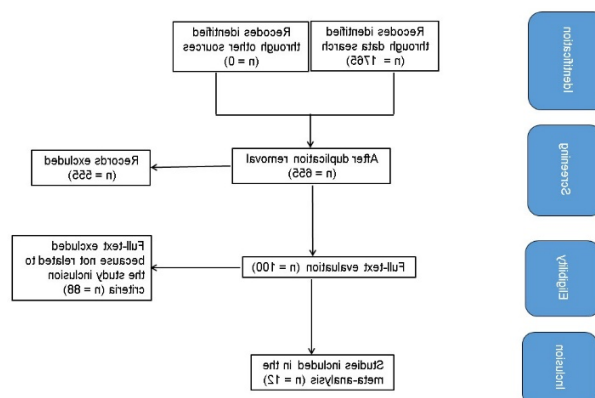 Identification
Recodes identified
through data search
(n = 1765)
Recodes identified
through other sources
(n = 0)
Screening
After duplication removal
(n = 655)
Records excluded
(n = 555)
Eligibility
Full-text evaluation (n = 100)
Full-text excluded
because not related to
the study inclusion
criteria (n = 88)
Inclusion
Studies included in the
meta-analysis (n = 12)